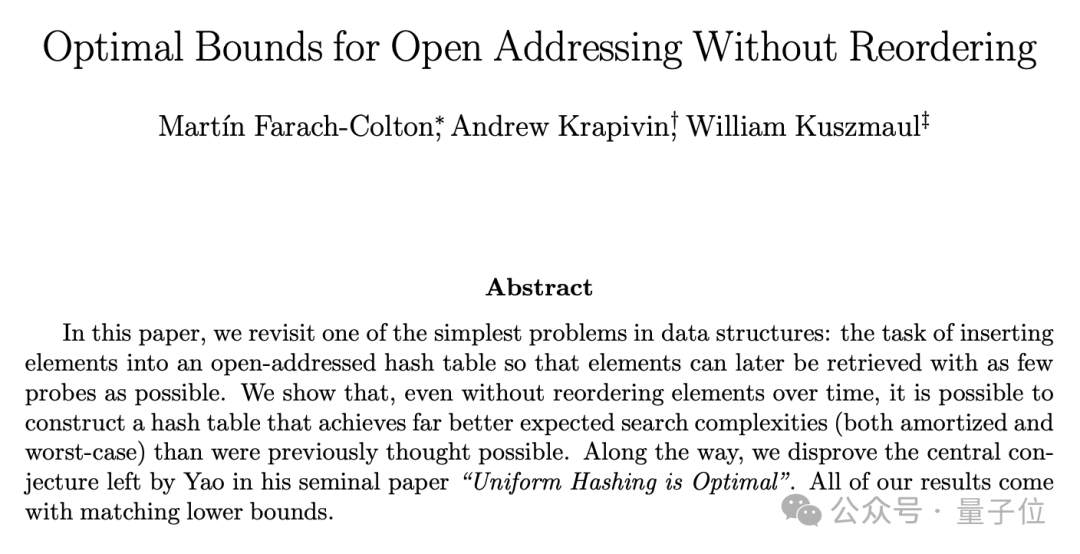 Optimal Bounds for Open Addressing Without Reordering
Martín Farach-Colton*, Andrew Krapivin†, William Kuszmaul‡
Abstract
In this paper, we revisit one of the simplest problems in data structures: the task of inserting
elements into an open-addressed hash table so that elements can later be retrieved with as few
probes as possible. We show that, even without reordering elements over time, it is possible to
construct a hash table that achieves far better expected search complexities (both amortized and
worst-case) than were previously thought possible. Along the way, we disprove the central con-
jecture left by Yao in his seminal paper “Uniform Hashing is Optimal”. All of our results come
with matching lower bounds.
公众号 · 量子位